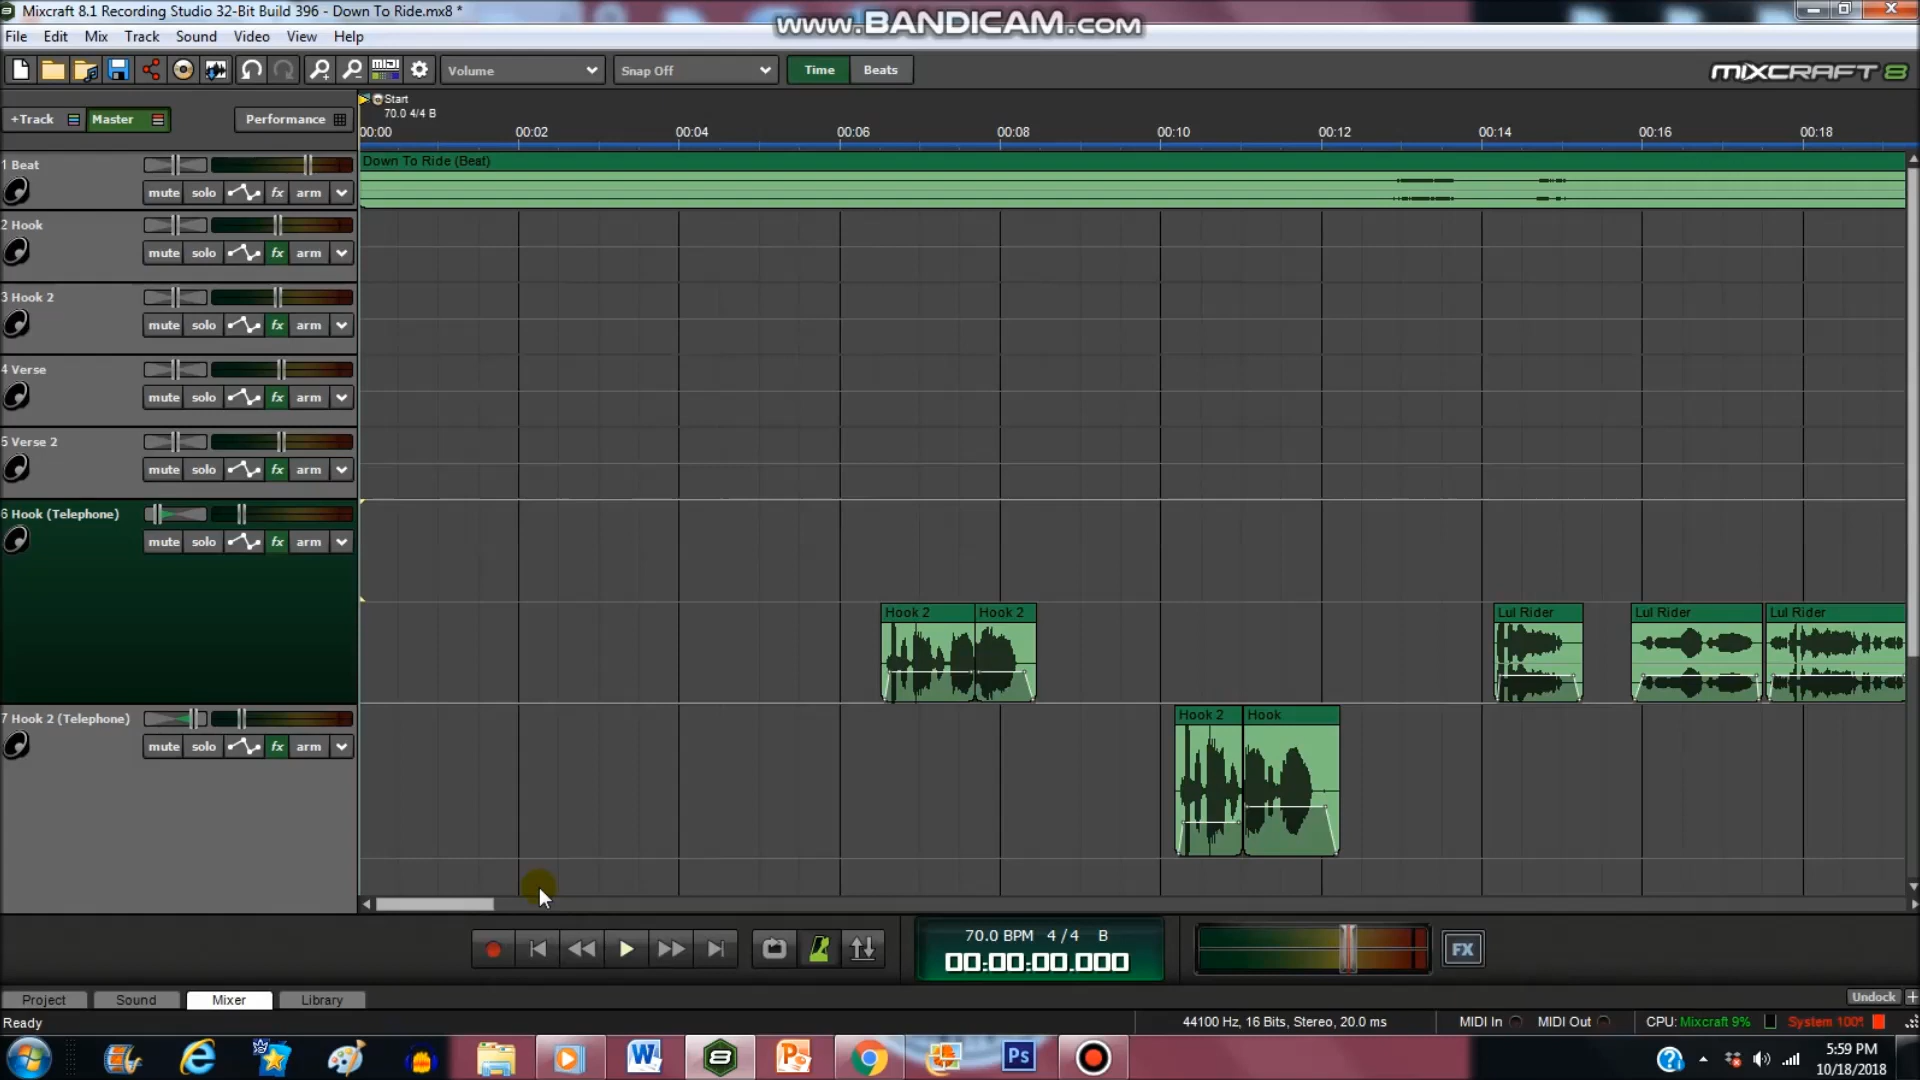 Mixcraft 8.1 Recording Studio 32-Bit Build 396 - Down To Ride.mx8 *
www.BANDICAM.com
File Edit Mix Track Sound Video View Help
MIDI Volume Snap Off Time Beats MIXCRAFT 8
Start
70.0 4/4 B
+Track Master Performance
00:00 00:02 00:04 00:06 00:08 00:10 00:12 00:14 00:16 00:18
1 Beat
Down To Ride (Beat)
mute solo fx arm
2 Hook
mute solo fx arm
3 Hook 2
mute solo fx arm
4 Verse
mute solo fx arm
5 Verse 2
mute solo fx arm
6 Hook (Telephone)
mute solo fx arm
Hook 2 Hook 2 Lul Rider Lul Rider Lul Rider
7 Hook 2 (Telephone)
Hook 2 Hook
mute solo fx arm
70.0 BPM 4/4 B
00:00:00.000
FX
Project Sound Mixer Library Undock
Ready
44100 Hz, 16 Bits, Stereo, 20.0 ms MIDI In MIDI Out CPU: Mixcraft 9% System 100%
Ps
5:59 PM
10/18/2018